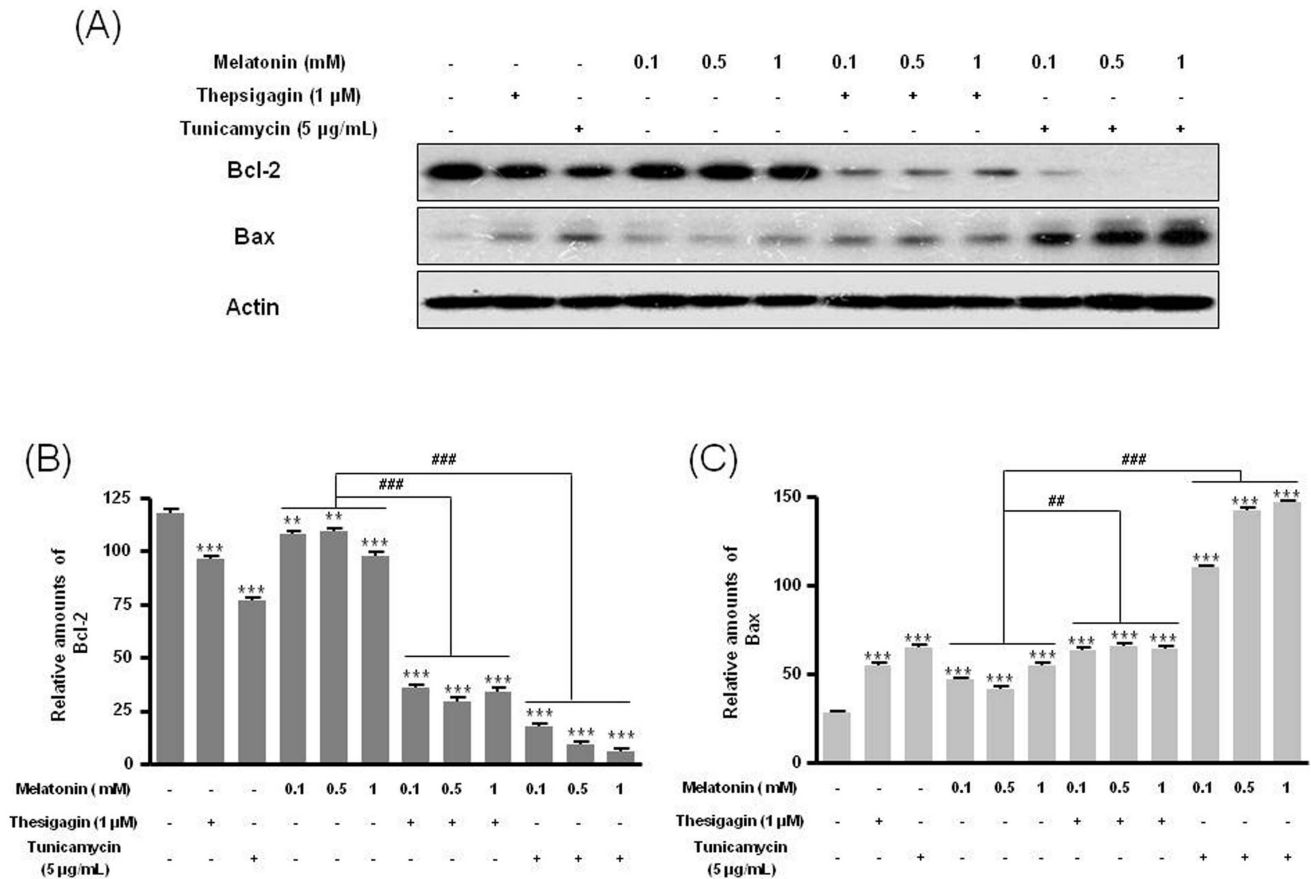 (A)
Melatonin (mM) - - - 0.1 0.5 1 0.1 0.5 1 0.1 0.5 1
Thepsigagin (1 µM) - + - - - - + + + - - -
Tunicamycin (5 µg/mL) - - + - - - - - - + + +
Bcl-2
Bax
Actin
(B)
###
###
Relative amounts of
Bcl-2
125
100
75
50
25
0
*** *** ** ** *** *** *** *** *** *** ***
Melatonin ( mM) - - - 0.1 0.5 1 0.1 0.5 1 0.1 0.5 1
Thesigagin (1 µM) - + - - - - + + + - - -
Tunicamycin
(5 µg/mL) - - + - - - - - - + + +
(C)
###
##
Relative amounts of
Bax
150
100
50
0
*** *** *** *** *** *** *** *** *** *** ***
Melatonin ( mM) - - - 0.1 0.5 1 0.1 0.5 1 0.1 0.5 1
Thesigagin (1 µM) - + - - - - + + + - - -
Tunicamycin
(5 µg/mL) - - + - - - - - - + + +